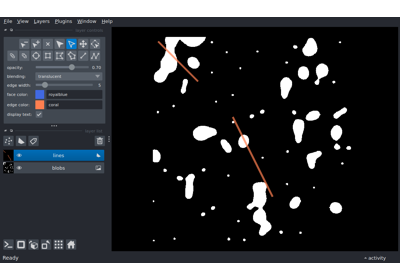 File View Layers Plugins Window Help
opacity: 0.70
blending: translucent
edge width: 5
face color: royalblue
edge color: coral
display text:
lines
blobs
Ready activity